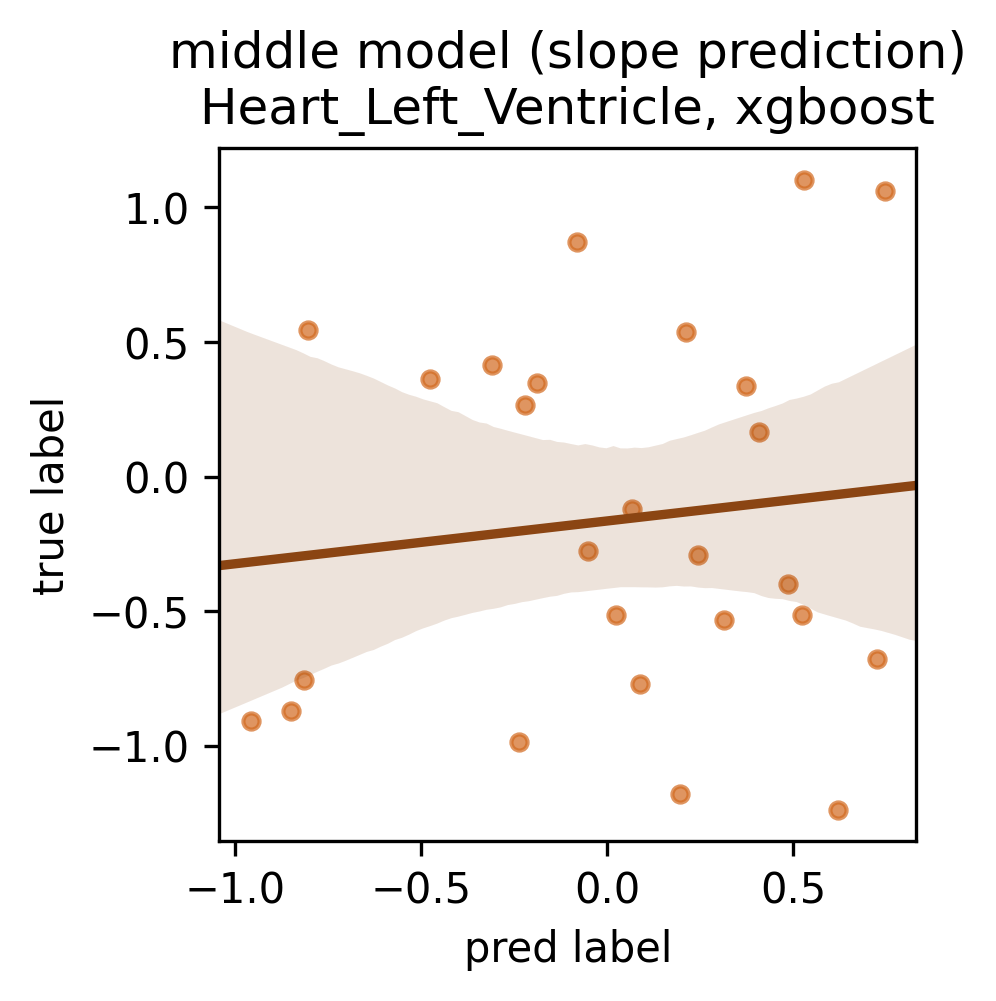 middle model (slope prediction)
Heart_Left_Ventricle, xgboost
1.0
0.5
0.0
−0.5
−1.0
true label
−1.0 −0.5 0.0 0.5
pred label